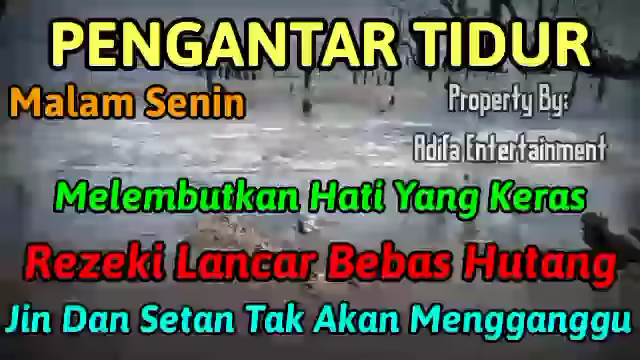 PENGANTAR TIDUR
Malam Senin
Property By:
Adifa Entertainment
Melembutkan Hati Yang Keras
Rezeki Lancar Bebas Hutang
Jin Dan Setan Tak Akan Mengganggu